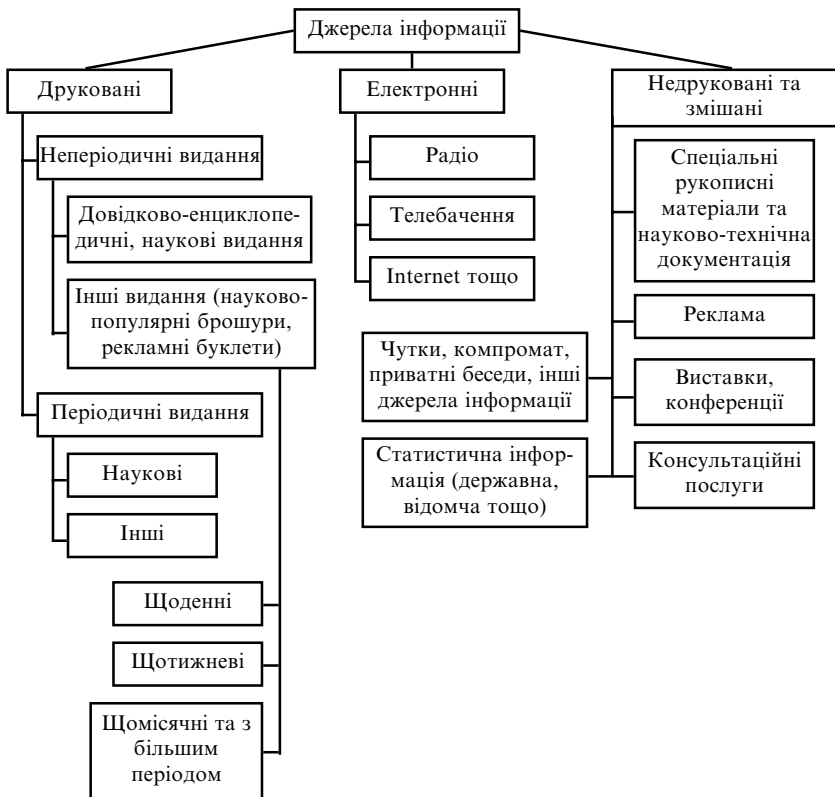 Джерела інформації
Друковані
Електронні
Недруковані та
змішані
Неперіодичні видання
Довідково-енциклопе-
дичні, наукові видання
Інші видання (науково-
популярні брошури,
рекламні буклети)
Періодичні видання
Наукові
Інші
Щоденні
Щотижневі
Щомісячні та з
більшим
періодом
Радіо
Телебачення
Internet тощо
Чутки, компромат,
приватні беседи, інші
джерела інформації
Статистична інфор-
мація (державна,
відомча тощо)
Спеціальні
рукописні
матеріали та
науково-технічна
документація
Реклама
Виставки,
конференції
Консультаційні
послуги